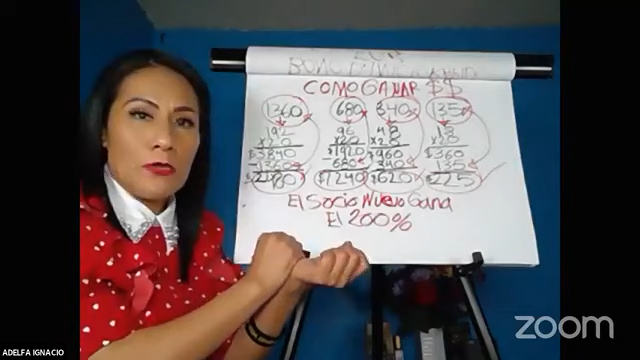 COMO GANAR $$
1360 680 340 135
192 96 48 18
x20 x20 x20 x20
$3840 $1920 $960 $360
1360 680 340 135
$2480 $1240 $620 $225
El Socio Nuevo Gana
El 200%
ADELFA IGNACIO
zoom